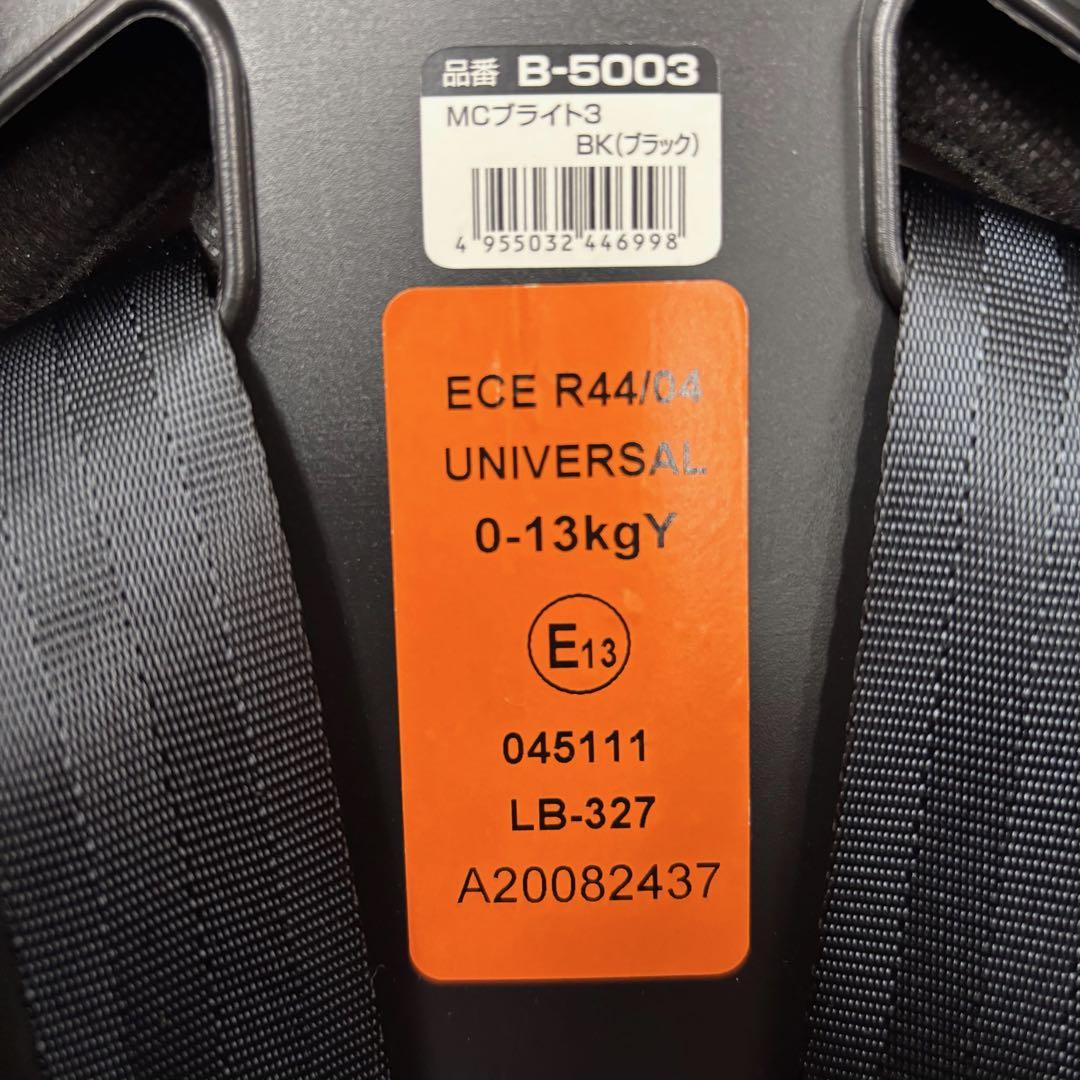 品番 B-5003
MCブライト3
BK(ブラック)
4 955032 446998
ECE R44/04
UNIVERSAL
0-13kgY
E13
045111
LB-327
A20082437